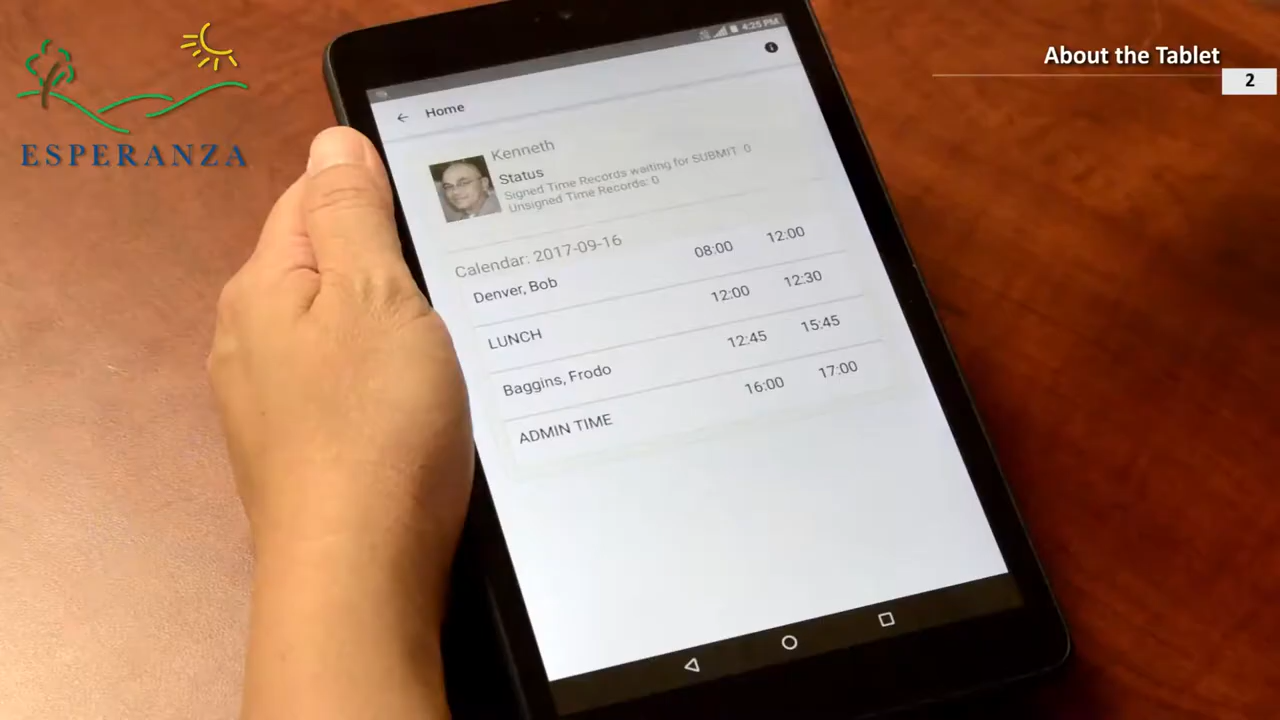 ESPERANZA
About the Tablet
2
4:25 PM
Home
Kenneth
Status
Signed Time Records waiting for SUBMIT: 0
Unsigned Time Records: 0
Calendar: 2017-09-16
Denver, Bob 08:00 12:00
LUNCH 12:00 12:30
Baggins, Frodo 12:45 15:45
ADMIN TIME 16:00 17:00